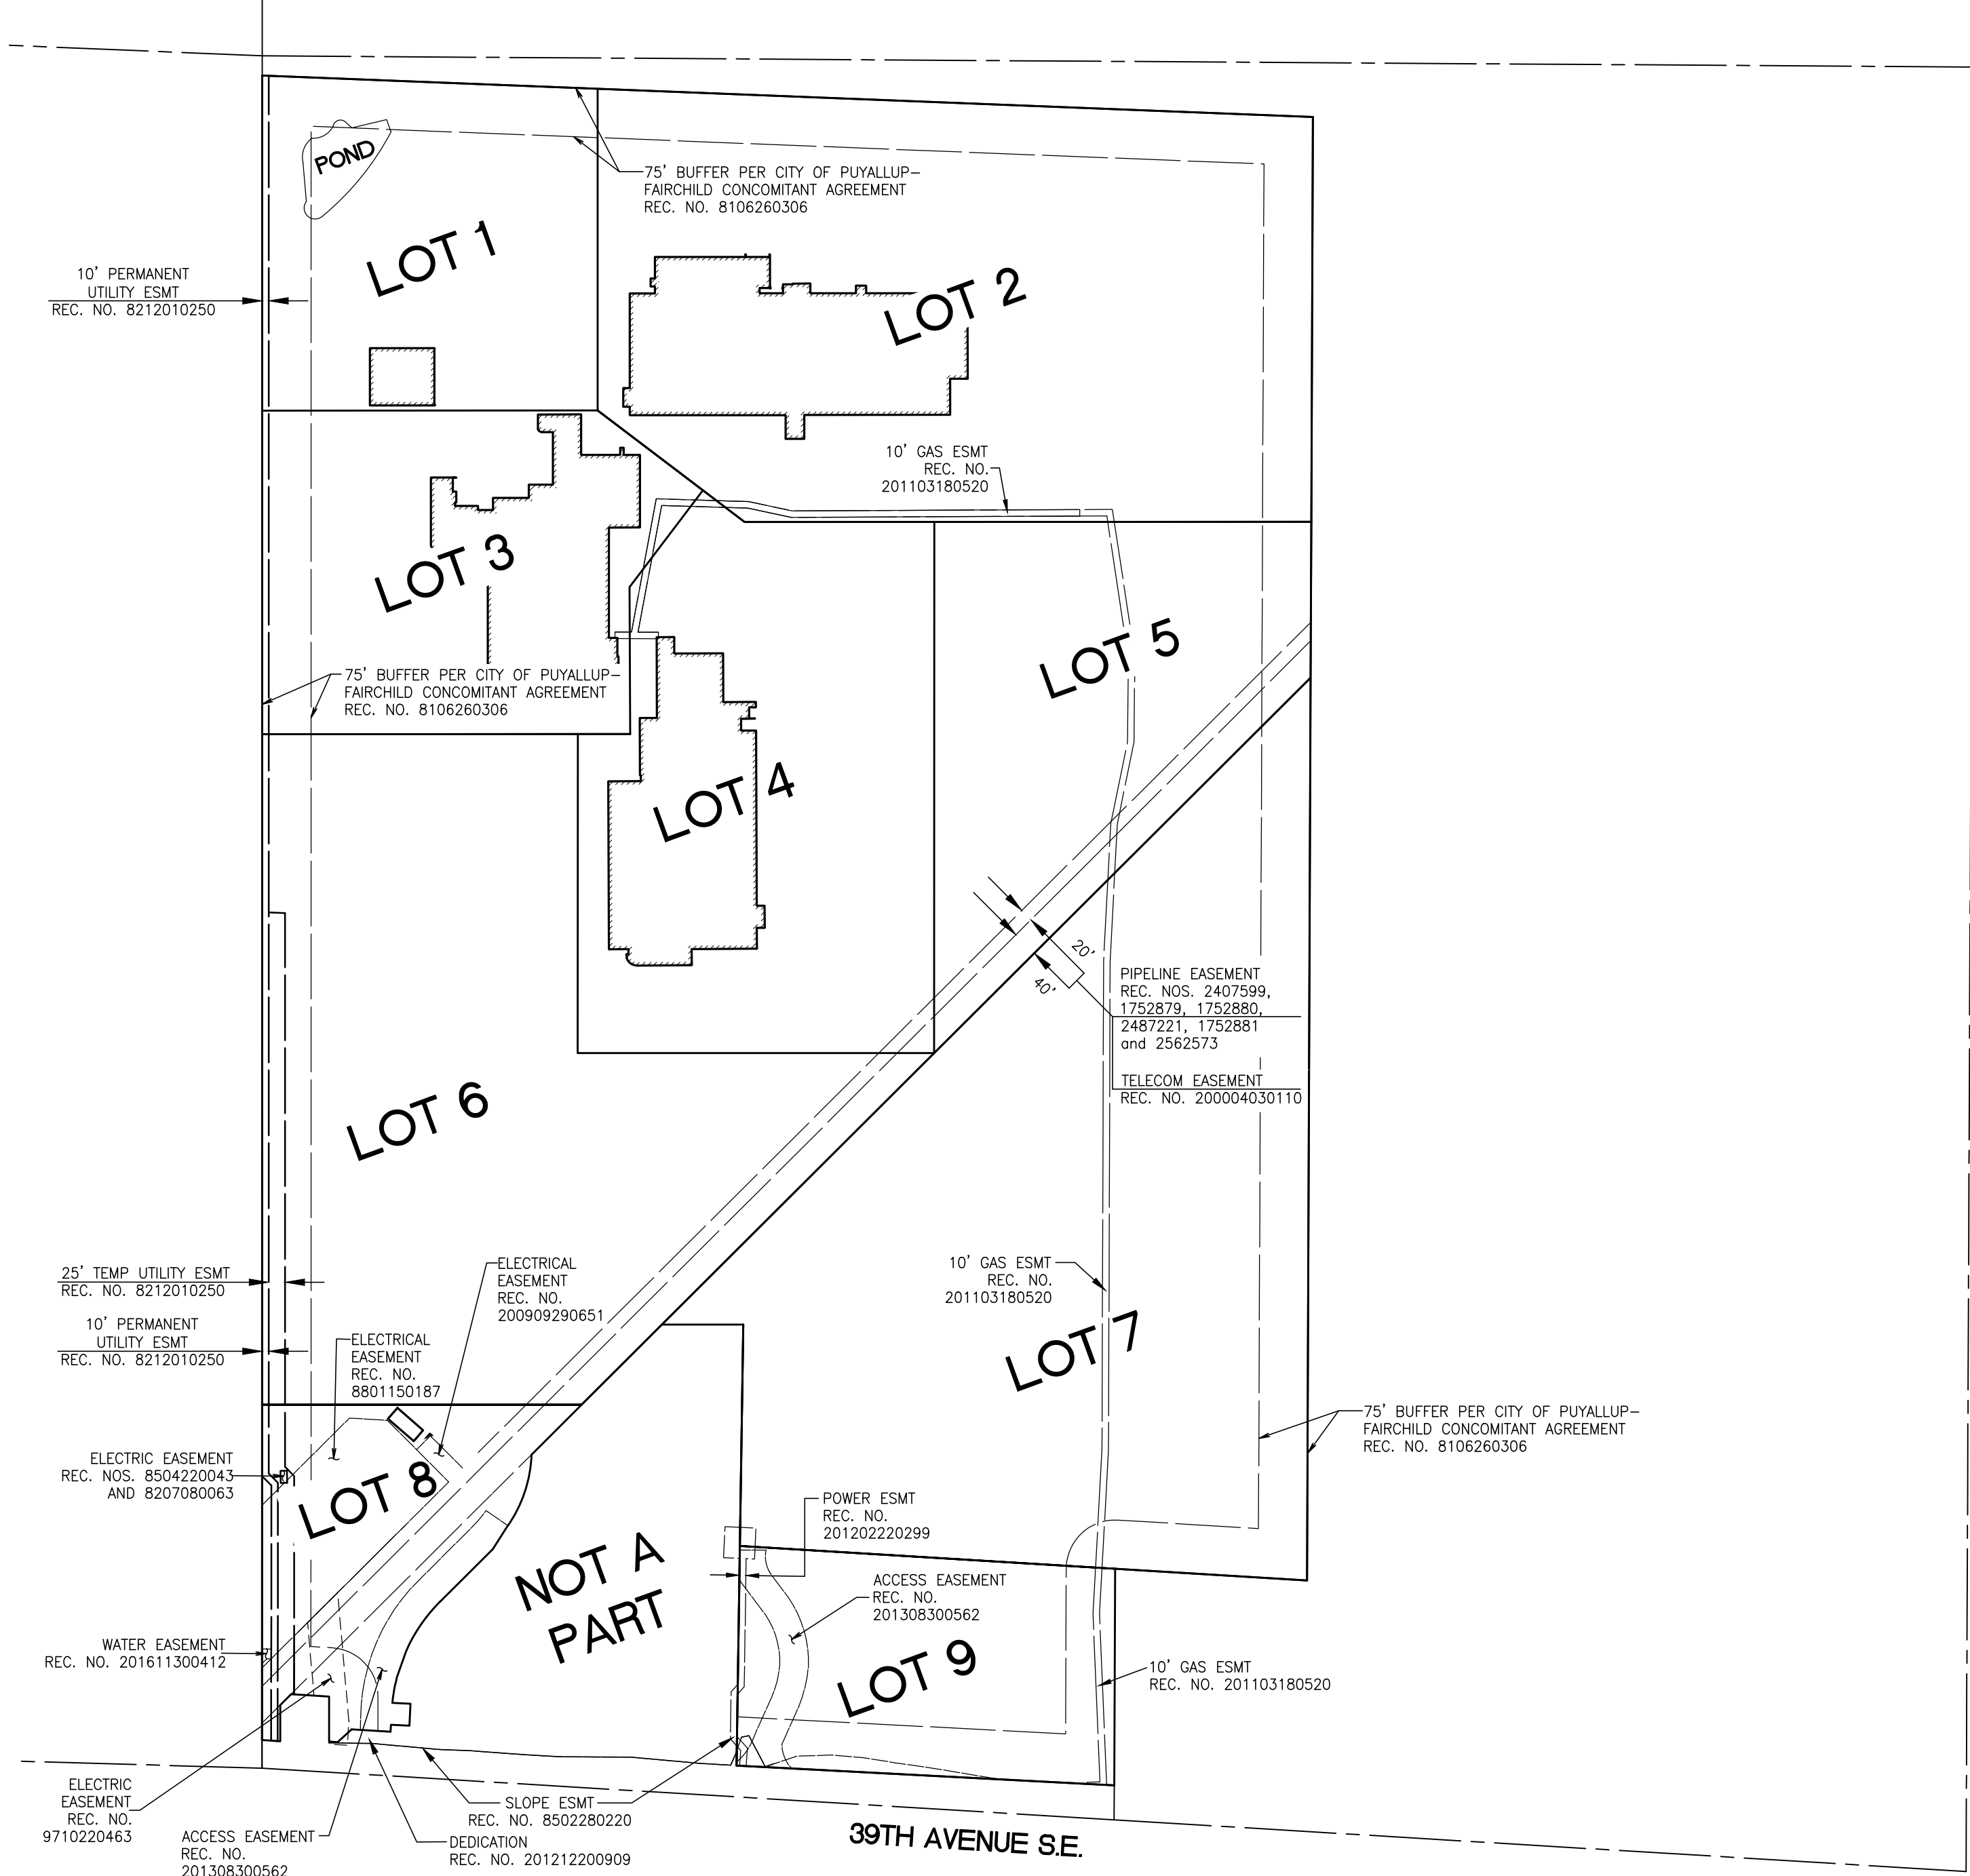 POND
75' BUFFER PER CITY OF PUYALLUP-
FAIRCHILD CONCOMITANT AGREEMENT
REC. NO. 8106260306
LOT 1
10' PERMANENT
UTILITY ESMT
REC. NO. 8212010250
LOT 2
10' GAS ESMT
REC. NO.
201103180520
LOT 3
LOT 5
75' BUFFER PER CITY OF PUYALLUP-
FAIRCHILD CONCOMITANT AGREEMENT
REC. NO. 8106260306
LOT 4
20'
40'
PIPELINE EASEMENT
REC. NOS. 2407599,
1752879, 1752880,
2487221, 1752881
and 2562573
TELECOM EASEMENT
REC. NO. 200004030110
LOT 6
25' TEMP UTILITY ESMT
REC. NO. 8212010250
ELECTRICAL
EASEMENT
REC. NO.
200909290651
10' GAS ESMT
REC. NO.
201103180520
10' PERMANENT
UTILITY ESMT
REC. NO. 8212010250
ELECTRICAL
EASEMENT
REC. NO.
8801150187
LOT 7
75' BUFFER PER CITY OF PUYALLUP-
FAIRCHILD CONCOMITANT AGREEMENT
REC. NO. 8106260306
ELECTRIC EASEMENT
REC. NOS. 8504220043
AND 8207080063
LOT 8
POWER ESMT
REC. NO.
201202220299
NOT A
PART
ACCESS EASEMENT
REC. NO.
201308300562
WATER EASEMENT
REC. NO. 201611300412
LOT 9
10' GAS ESMT
REC. NO. 201103180520
ELECTRIC
EASEMENT
REC. NO.
9710220463
SLOPE ESMT
REC. NO. 8502280220
ACCESS EASEMENT
REC. NO.
201308300562
DEDICATION
REC. NO. 201212200909
39TH AVENUE S.E.